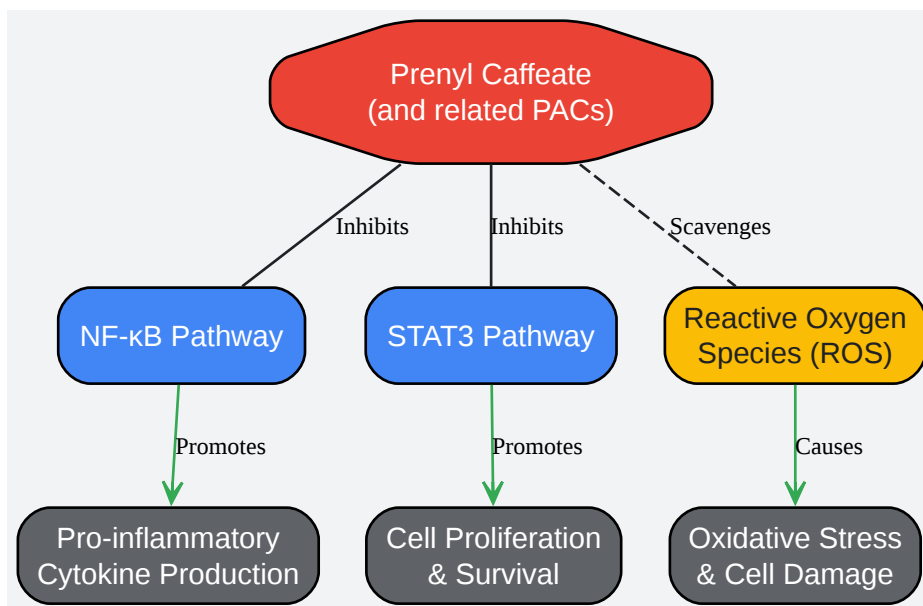 Prenyl Caffeate
(and related PACs)
Inhibits
Inhibits
Scavenges
NF-κB Pathway
STAT3 Pathway
Reactive Oxygen
Species (ROS)
Promotes
Promotes
Causes
Pro-inflammatory
Cytokine Production
Cell Proliferation
& Survival
Oxidative Stress
& Cell Damage